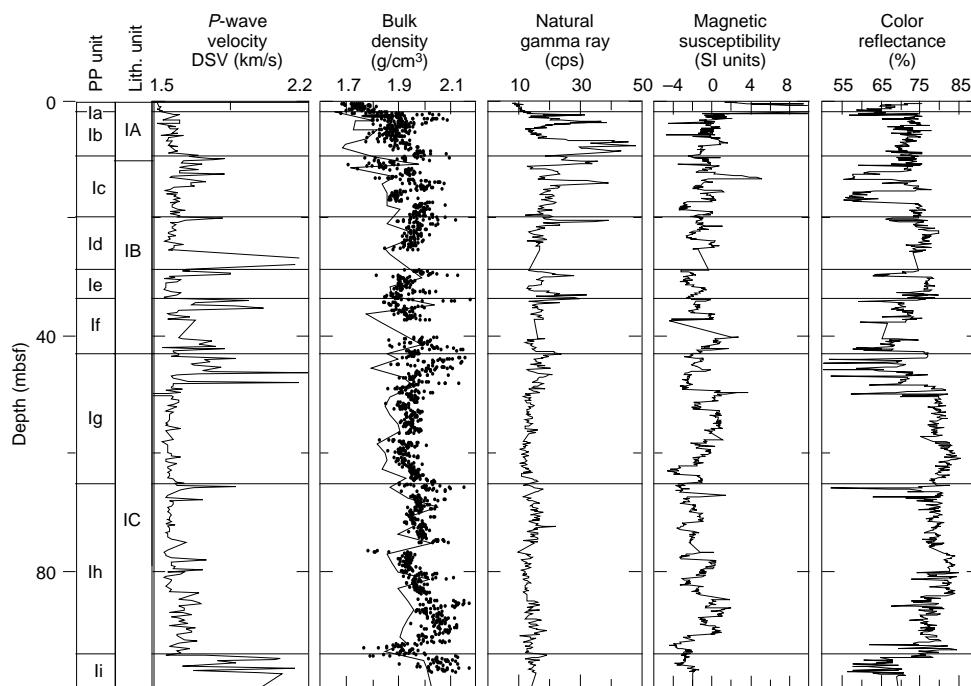 PP unit
Lith. unit
P-wave
velocity
DSV (km/s)
Bulk
density
(g/cm³)
Natural
gamma ray
(cps)
Magnetic
susceptibility
(SI units)
Color
reflectance
(%)
1.5 2.2
1.7 1.9 2.1
10 30 50
−4 0 4 8
55 65 75 85
0
40
80
Depth (mbsf)
Ia
Ib
Ic
Id
Ie
If
Ig
Ih
Ii
IA
IB
IC